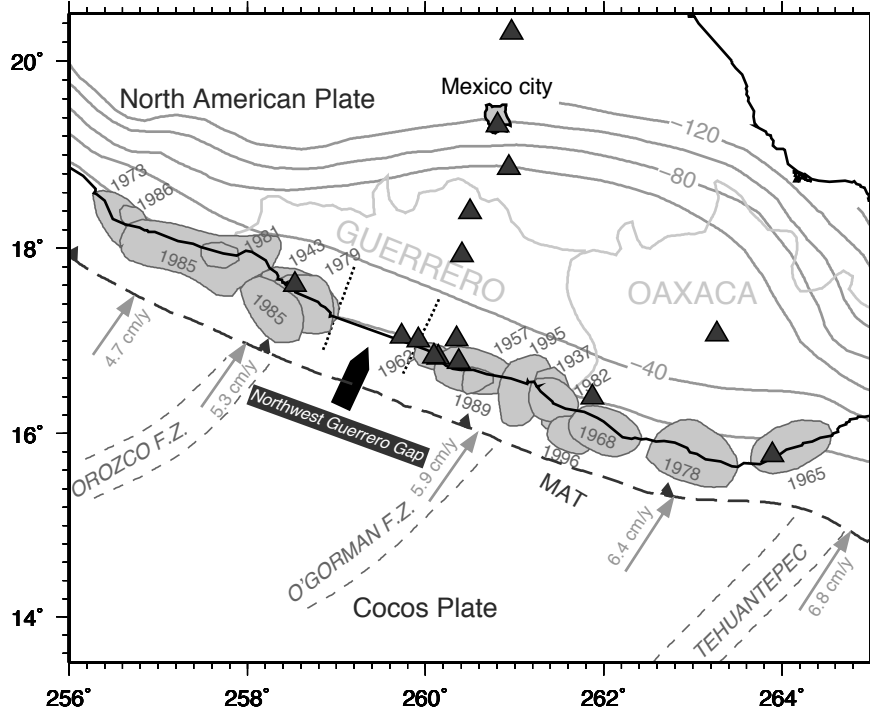 20°
18°
16°
14°
256°
258°
260°
262°
264°
North American Plate
Mexico city
−120
−80
−40
GUERRERO
OAXACA
1973
1986
1985
1981
1943
1979
1985
1962
1957
1995
1937
1982
1989
1996
1968
1978
1965
4.7 cm/y
5.3 cm/y
5.9 cm/y
6.4 cm/y
6.8 cm/y
Northwest Guerrero Gap
OROZCO F.Z.
O'GORMAN F.Z.
MAT
TEHUANTEPEC
Cocos Plate